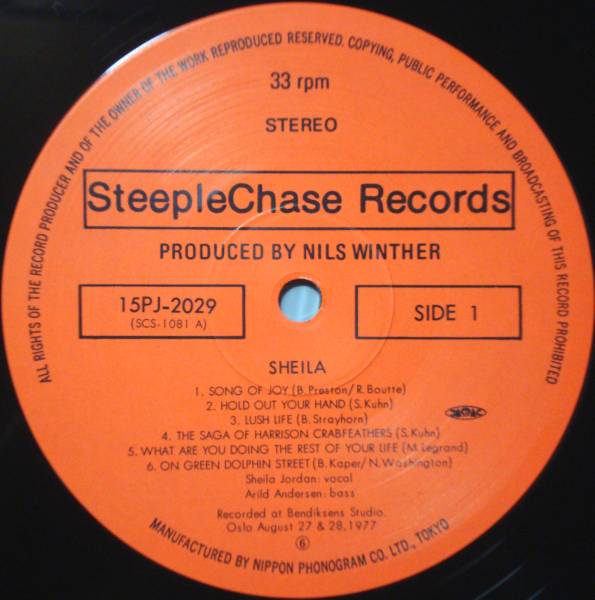 ALL RIGHTS OF THE RECORD PRODUCER AND OF THE OWNER OF THE WORK REPRODUCED RESERVED. COPYING, PUBLIC PERFORMANCE AND BROADCASTING OF THIS RECORD PROHIBITED
33 rpm
STEREO
SteepleChase Records
PRODUCED BY NILS WINTHER
15PJ-2029
(SCS-1081 A)
SIDE 1
SHEILA
1. SONG OF JOY (B. Preston/R. Boutte)
2. HOLD OUT YOUR HAND (S. Kuhn)
3. LUSH LIFE (B. Strayhorn)
4. THE SAGA OF HARRISON CRABFEATHERS (S. Kuhn)
5. WHAT ARE YOU DOING THE REST OF YOUR LIFE (M. Legrand)
6. ON GREEN DOLPHIN STREET (B. Kaper/N. Washington)
Sheila Jordan: vocal
Arild Andersen: bass
Recorded at Bendiksens Studio.
Oslo August 27 & 28, 1977
⑥
MANUFACTURED BY NIPPON PHONOGRAM CO. LTD., TOKYO